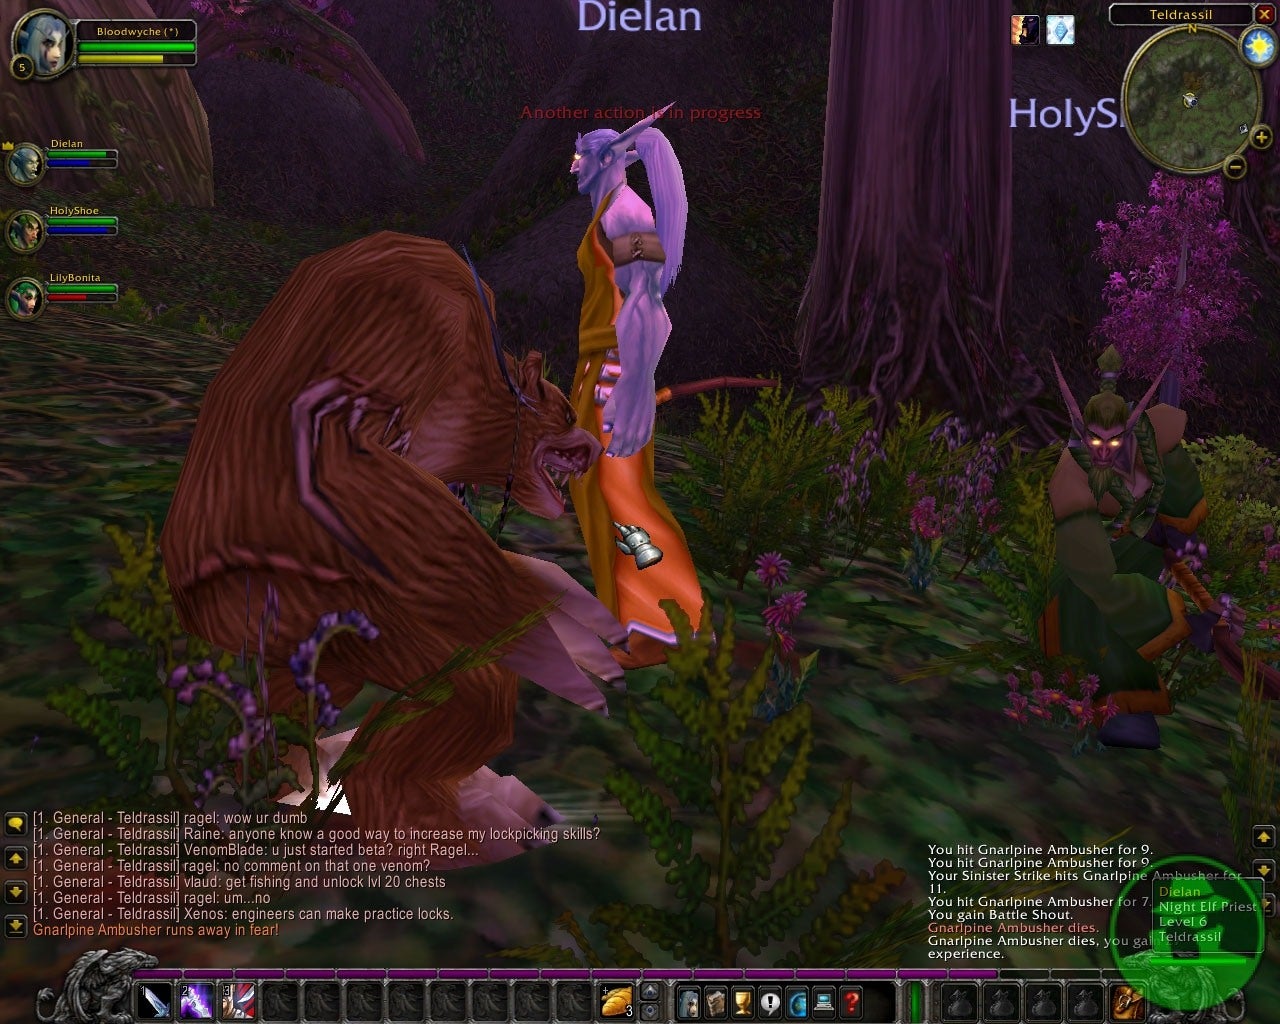 Dielan
Bloodwyche (*)
5
Teldrassil
N
Another action is in progress
Dielan
HolyShoe
LilyBonita
[1. General - Teldrassil] ragel: wow ur dumb
[1. General - Teldrassil] Raine: anyone know a good way to increase my lockpicking skills?
[1. General - Teldrassil] VenomBlade: u just started beta? right Ragel...
[1. General - Teldrassil] ragel: no comment on that one venom?
[1. General - Teldrassil] vlaud: get fishing and unlock lvl 20 chests
[1. General - Teldrassil] ragel: um...no
[1. General - Teldrassil] Xenos: engineers can make practice locks.
Gnarlpine Ambusher runs away in fear!
You hit Gnarlpine Ambusher for 9.
You hit Gnarlpine Ambusher for 9.
Your Sinister Strike hits Gnarlpine Ambusher for
11.
You hit Gnarlpine Ambusher for 7.
You gain Battle Shout.
Gnarlpine Ambusher dies.
Gnarlpine Ambusher dies, you gain
experience.
Dielan
Night Elf Priest
Level 6
Teldrassil
1
2
3
3